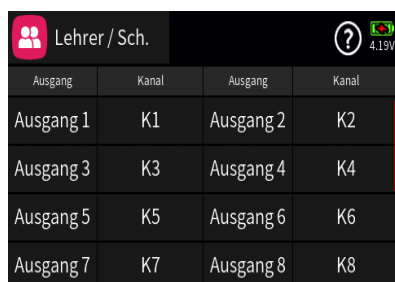 Lehrer / Sch.
?
4.19V
Ausgang Kanal Ausgang Kanal
Ausgang 1 K1 Ausgang 2 K2
Ausgang 3 K3 Ausgang 4 K4
Ausgang 5 K5 Ausgang 6 K6
Ausgang 7 K7 Ausgang 8 K8